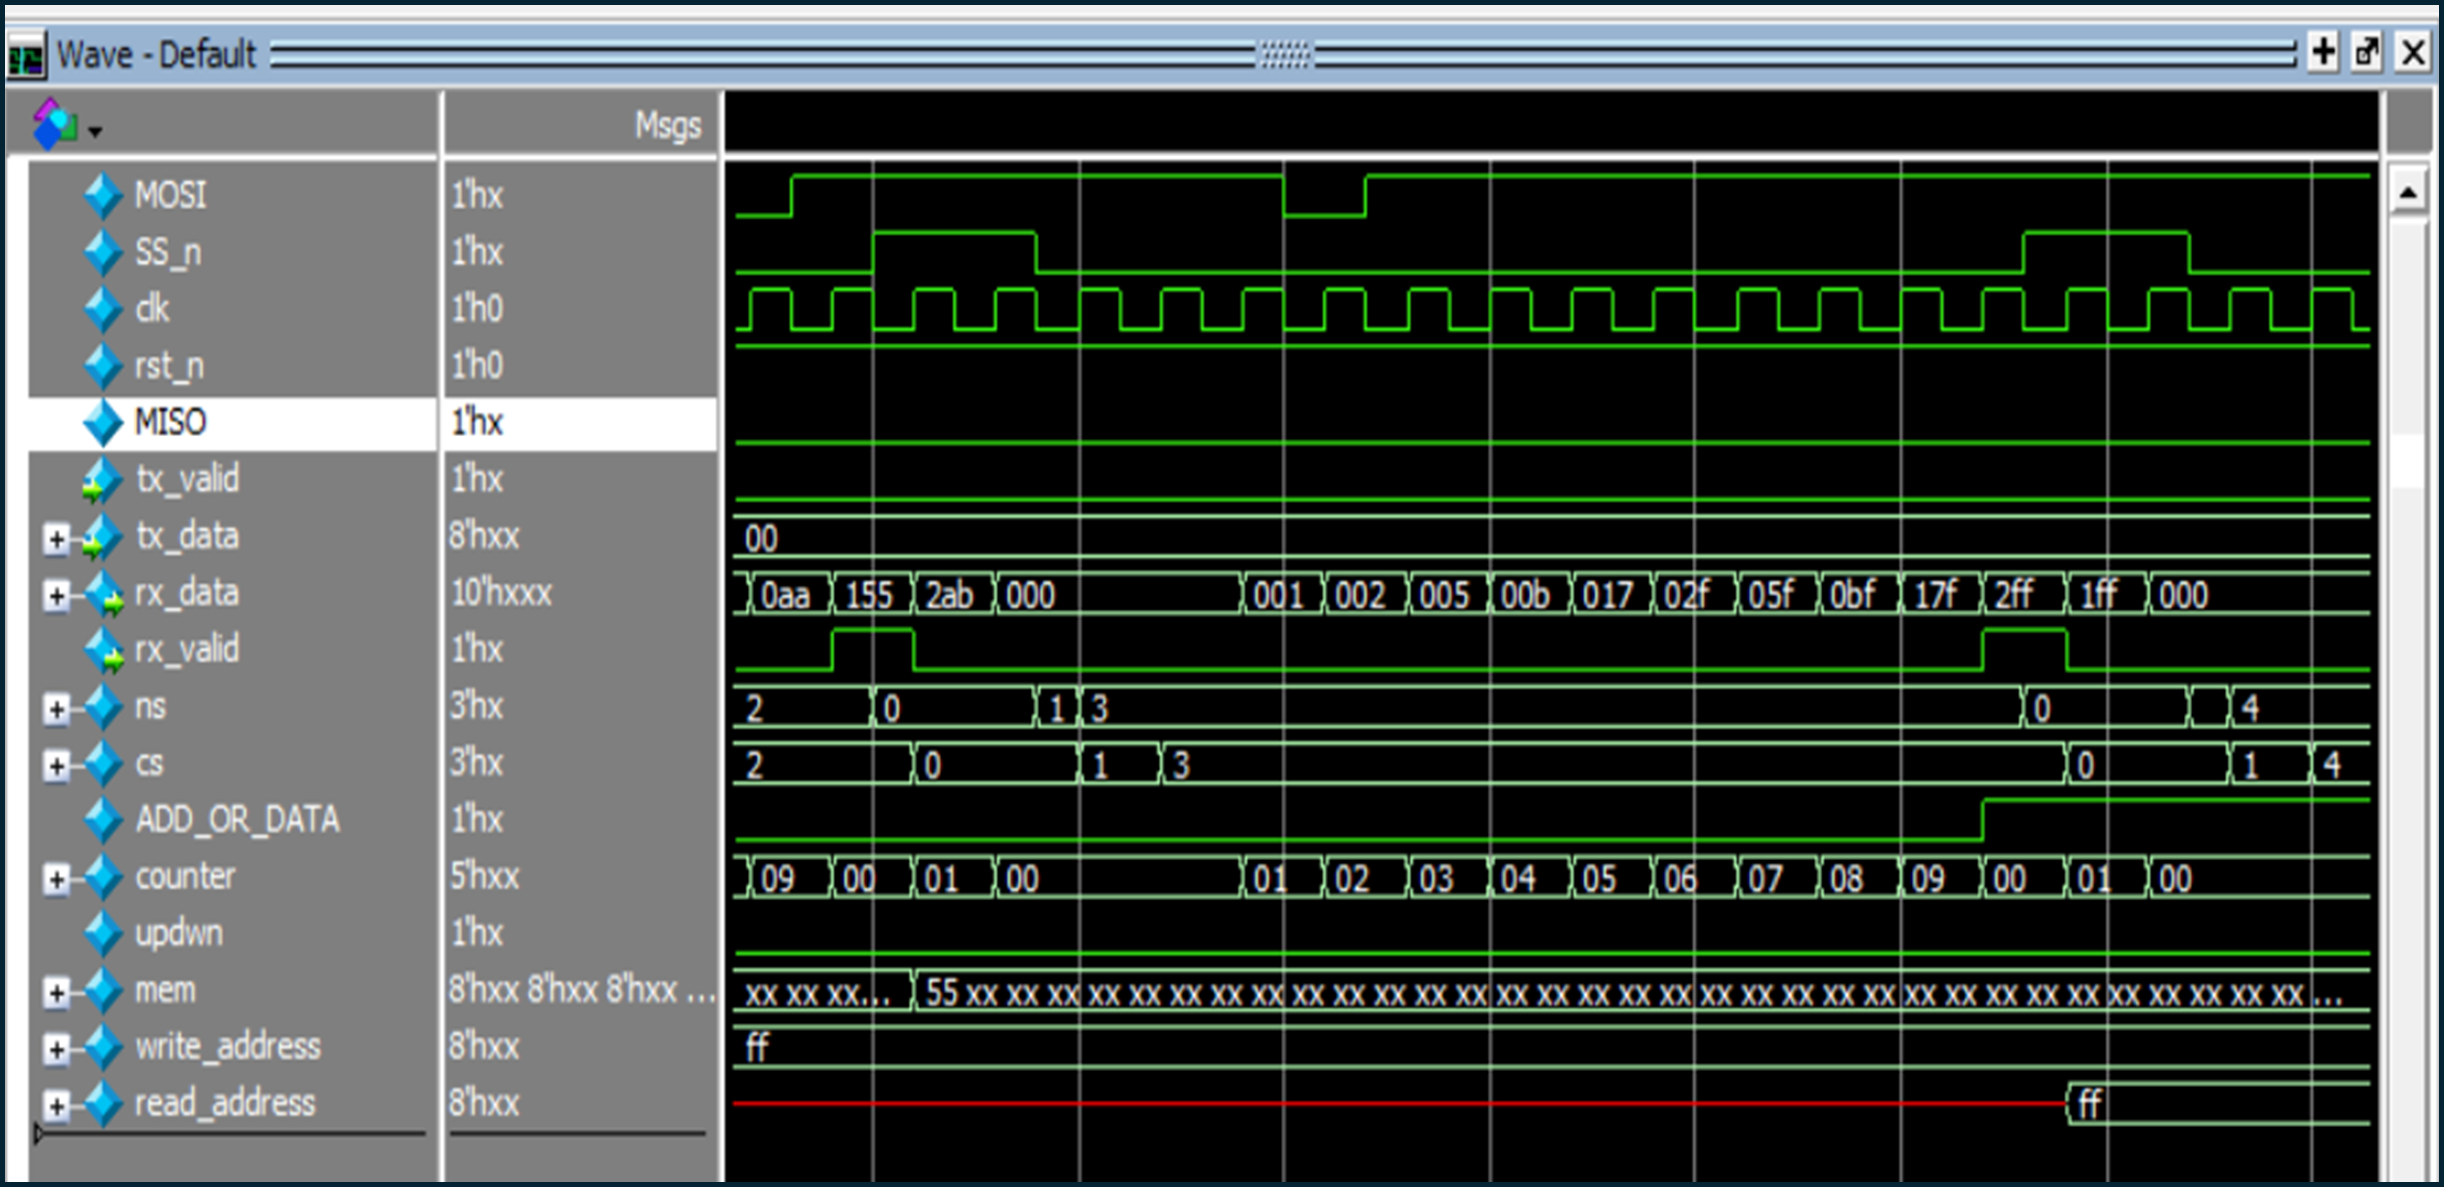 Wave - Default
Msgs
MOSI 1'hx
SS_n 1'hx
clk 1'h0
rst_n 1'h0
MISO 1'hx
tx_valid 1'hx
tx_data 8'hxx 00
rx_data 10'hxxx 0aa 155 2ab 000 001 002 005 00b 017 02f 05f 0bf 17f 2ff 1ff 000
rx_valid 1'hx
ns 3'hx 2 0 1 3 0 4
cs 3'hx 2 0 1 3 0 1 4
ADD_OR_DATA 1'hx
counter 5'hxx 09 00 01 00 01 02 03 04 05 06 07 08 09 00 01 00
updwn 1'hx
mem 8'hxx 8'hxx 8'hxx ... xx xx xx... 55 xx xx xx xx xx xx xx xx xx xx xx xx xx xx xx xx xx xx xx xx xx xx xx xx xx xx xx xx xx xx xx xx xx ...
write_address 8'hxx ff
read_address 8'hxx ff